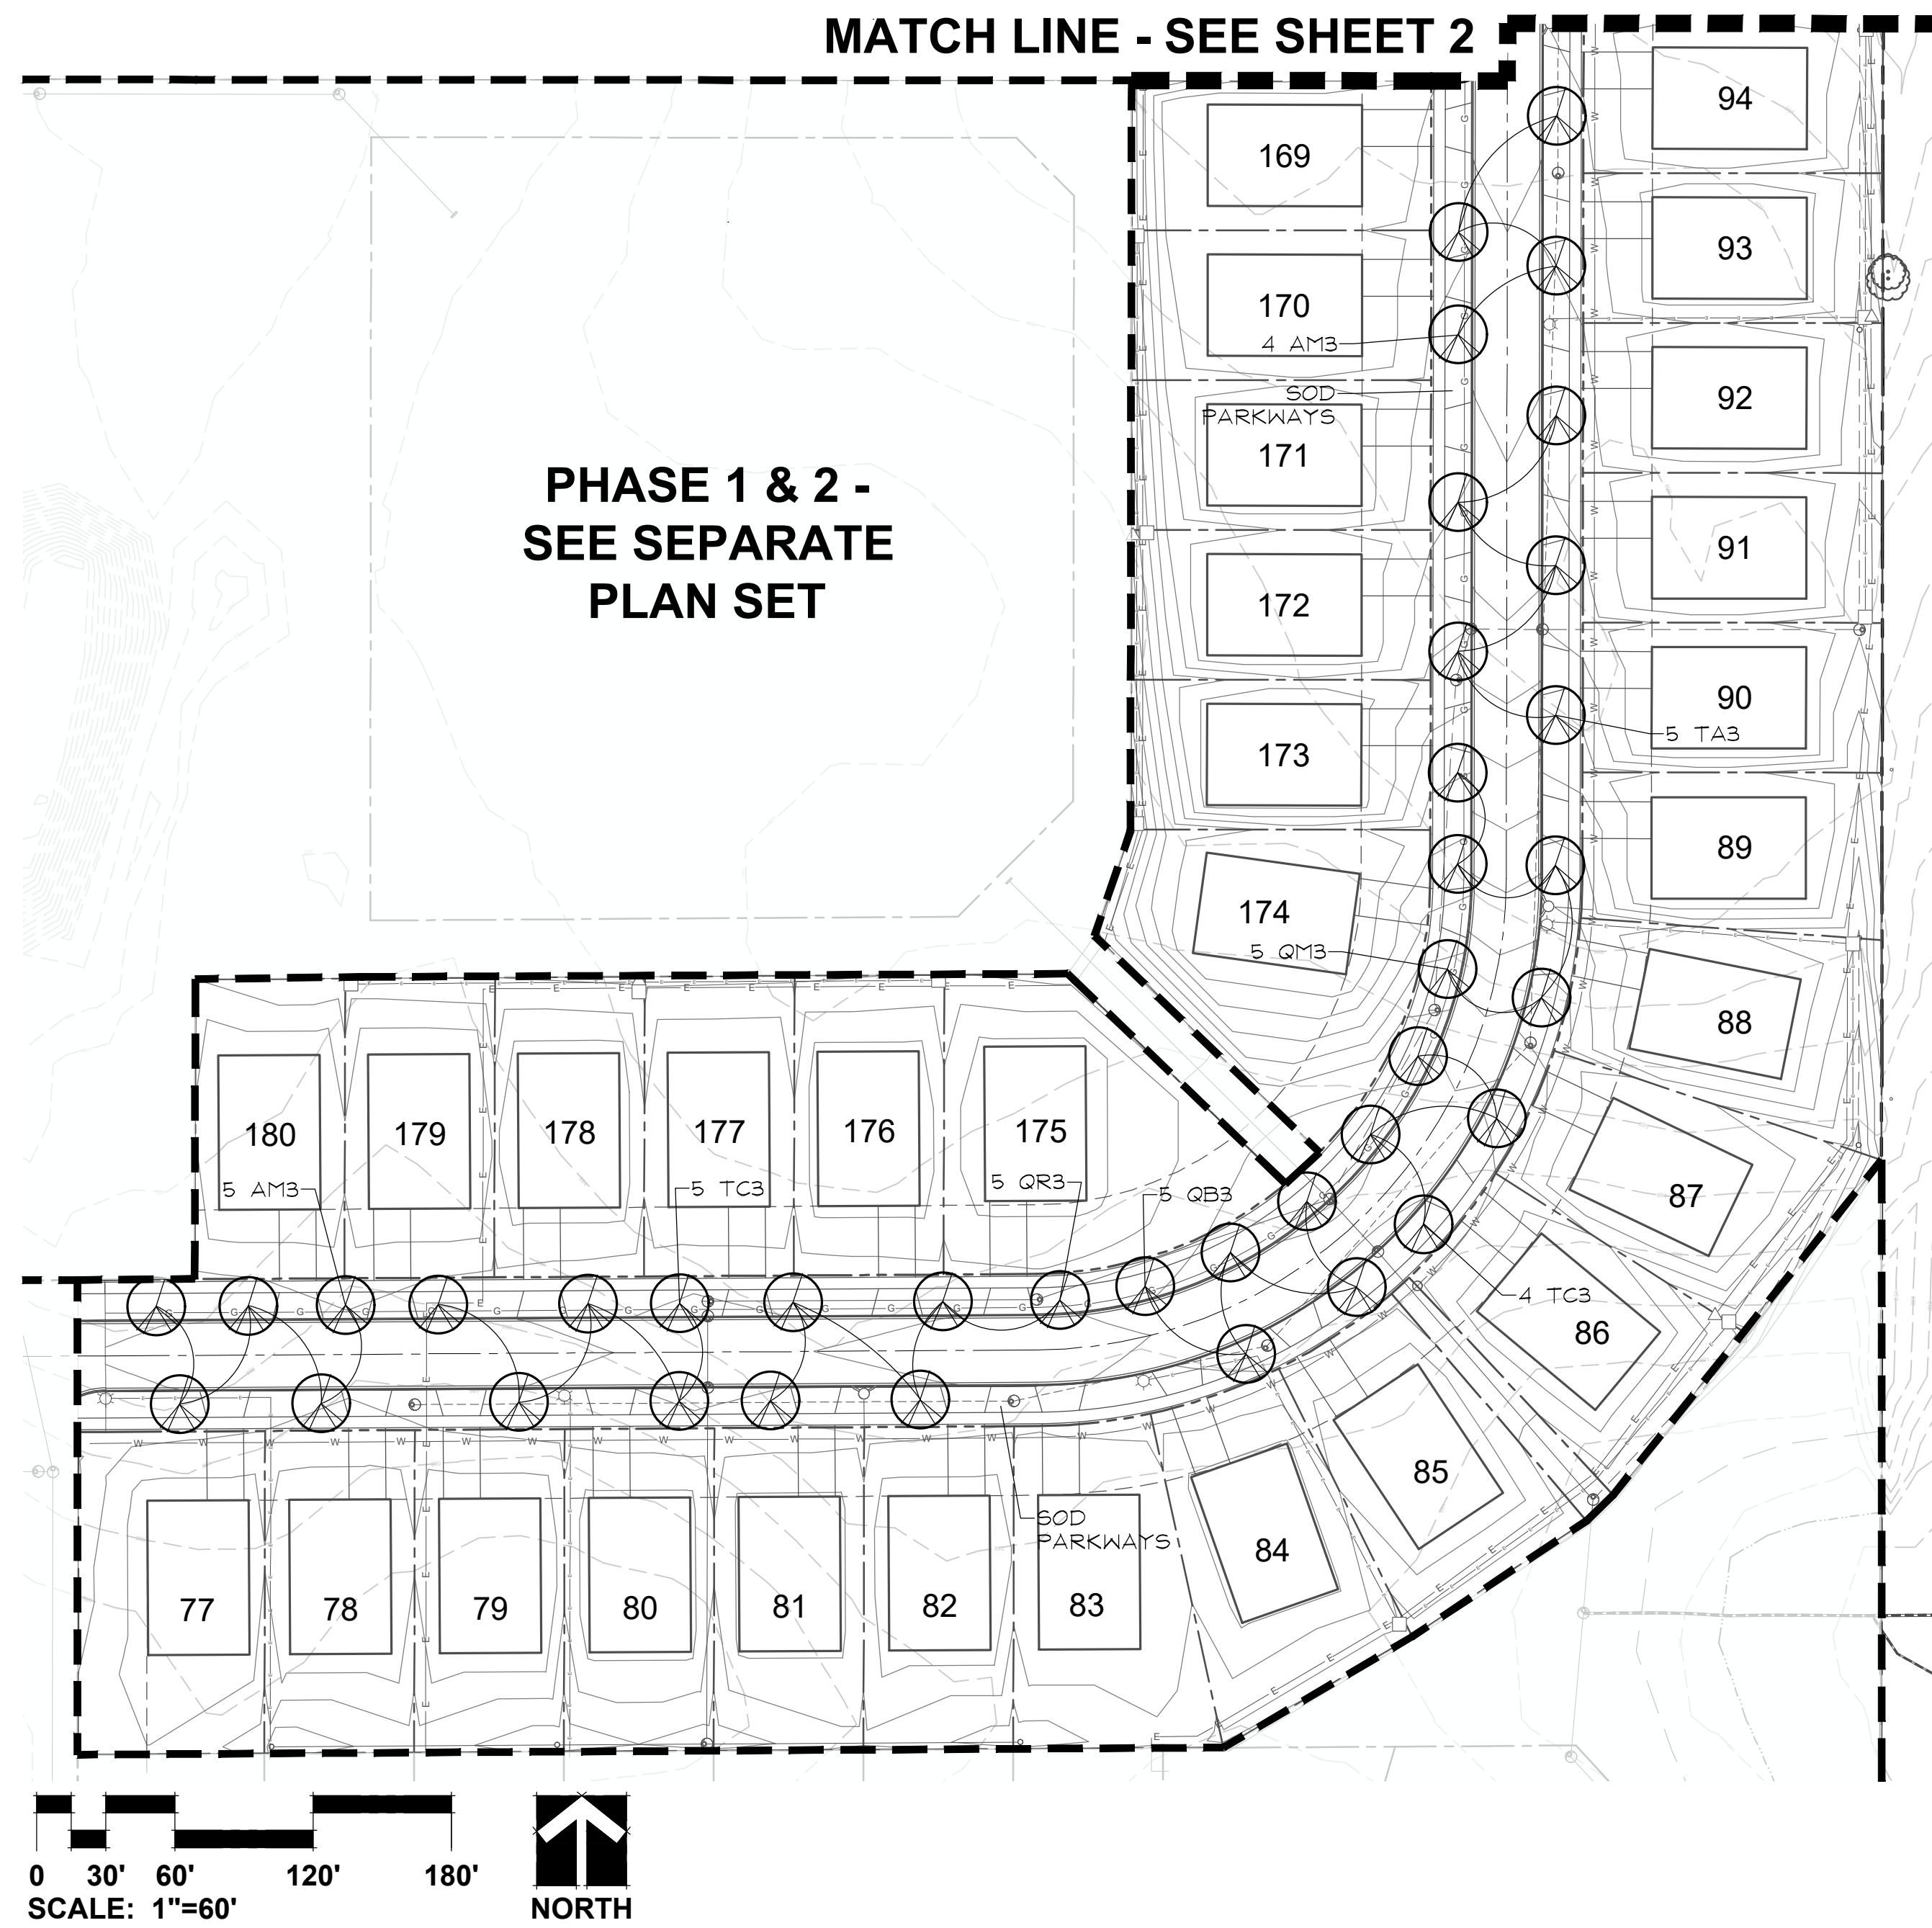 MATCH LINE - SEE SHEET 2
94
169
93
170
4 AM3
SOD
PARKWAYS
92
171
PHASE 1 & 2 -
SEE SEPARATE
PLAN SET
91
172
90
5 TA3
173
89
174
5 QM3
88
180
179
178
177
176
175
5 AM3
5 TC3
5 QR3
5 QB3
87
4 TC3
86
85
84
SOD
PARKWAYS
77
78
79
80
81
82
83
0 30' 60' 120' 180'
SCALE: 1"=60'
NORTH